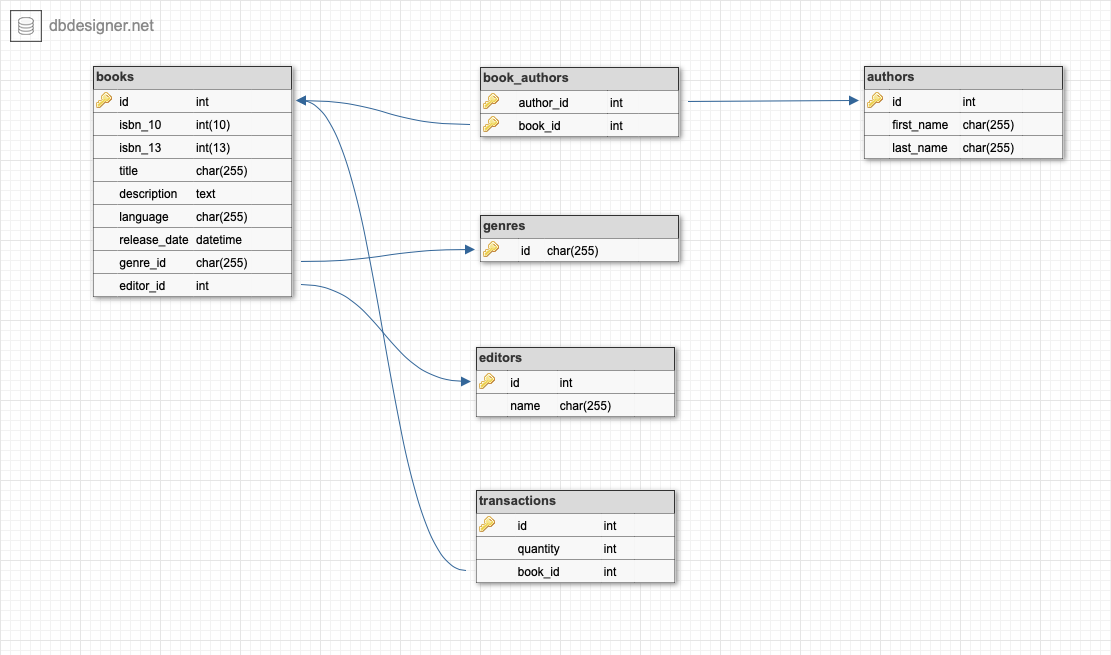 dbdesigner.net
books
id int
isbn_10 int(10)
isbn_13 int(13)
title char(255)
description text
language char(255)
release_date datetime
genre_id char(255)
editor_id int
book_authors
author_id int
book_id int
authors
id int
first_name char(255)
last_name char(255)
genres
id char(255)
editors
id int
name char(255)
transactions
id int
quantity int
book_id int